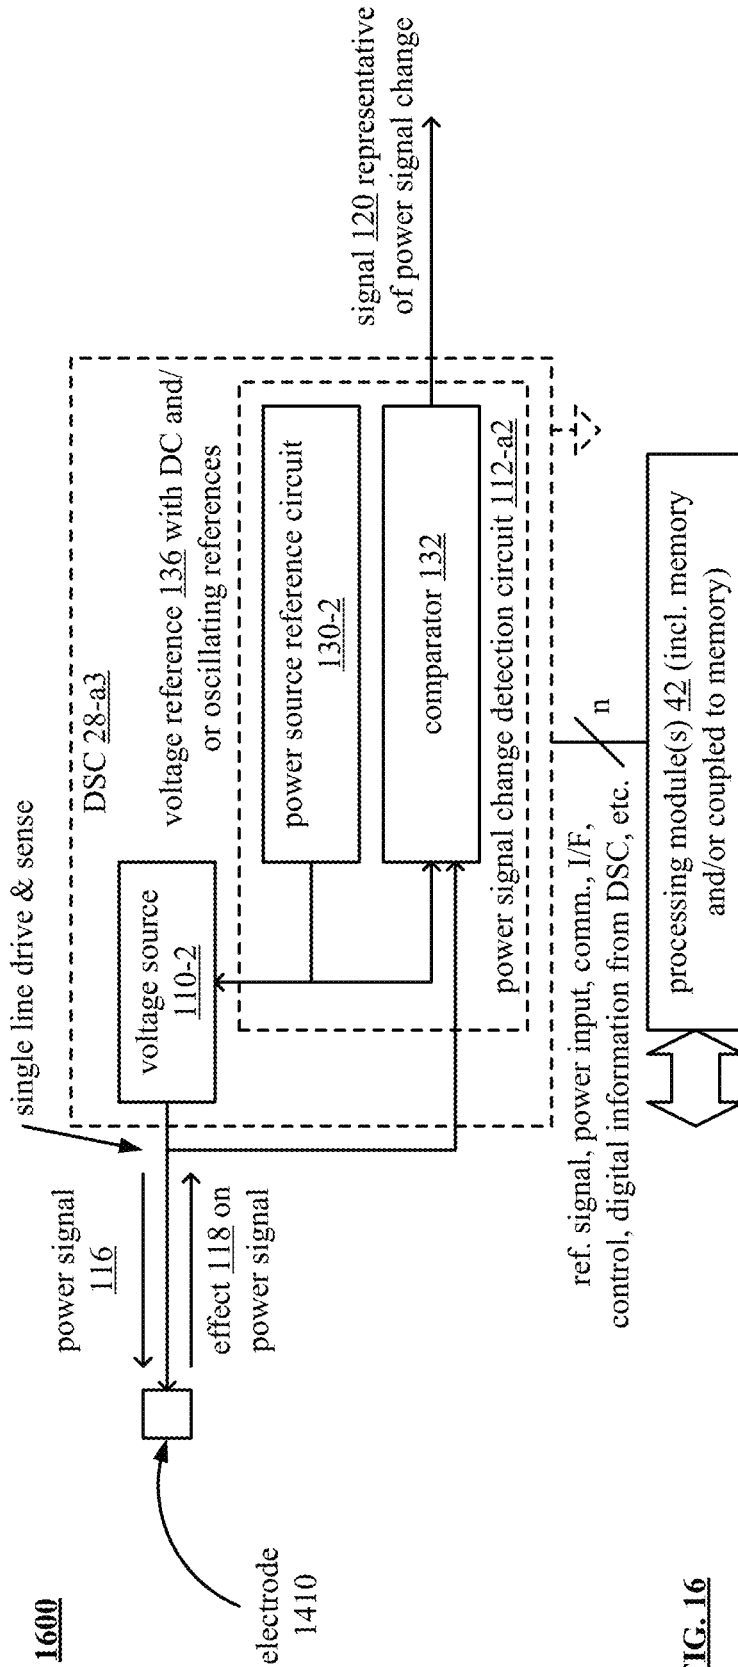 1600
electrode
1410
power signal
116
effect 118 on
power signal
single line drive & sense
DSC 28-a3
voltage source
110-2
voltage reference 136 with DC and/
or oscillating references
power source reference circuit
130-2
comparator 132
power signal change detection circuit 112-a2
signal 120 representative
of power signal change
ref. signal, power input, comm., I/F,
control, digital information from DSC, etc.
n
processing module(s) 42 (incl. memory
and/or coupled to memory)
FIG. 16